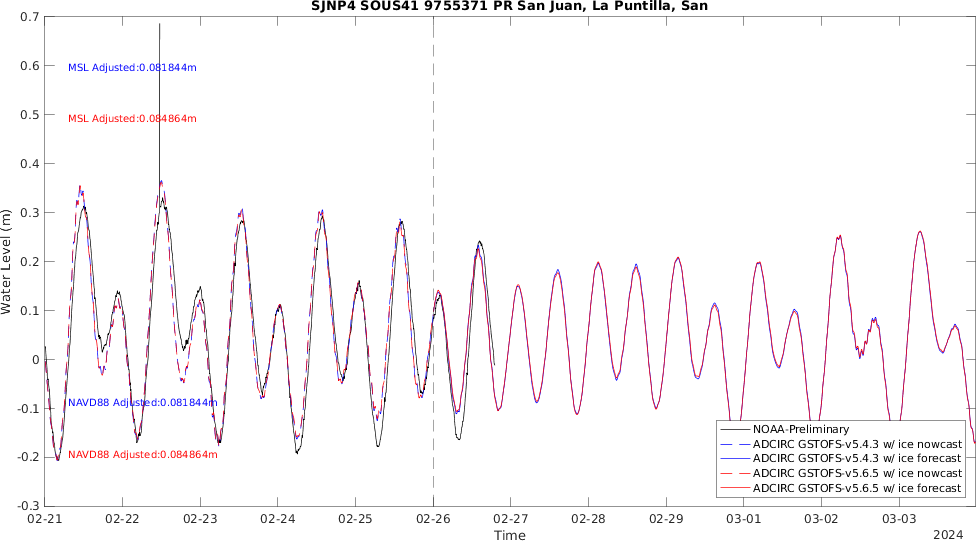 SJNP4 SOUS41 9755371 PR San Juan, La Puntilla, San
0.7
0.6
0.5
0.4
0.3
0.2
0.1
0
-0.1
-0.2
-0.3
Water Level (m)
MSL Adjusted:0.081844m
MSL Adjusted:0.084864m
NAVD88 Adjusted:0.081844m
NAVD88 Adjusted:0.084864m
NOAA-Preliminary
ADCIRC GSTOFS-v5.4.3 w/ ice nowcast
ADCIRC GSTOFS-v5.4.3 w/ ice forecast
ADCIRC GSTOFS-v5.6.5 w/ ice nowcast
ADCIRC GSTOFS-v5.6.5 w/ ice forecast
02-21 02-22 02-23 02-24 02-25 02-26 02-27 02-28 02-29 03-01 03-02 03-03
Time
2024